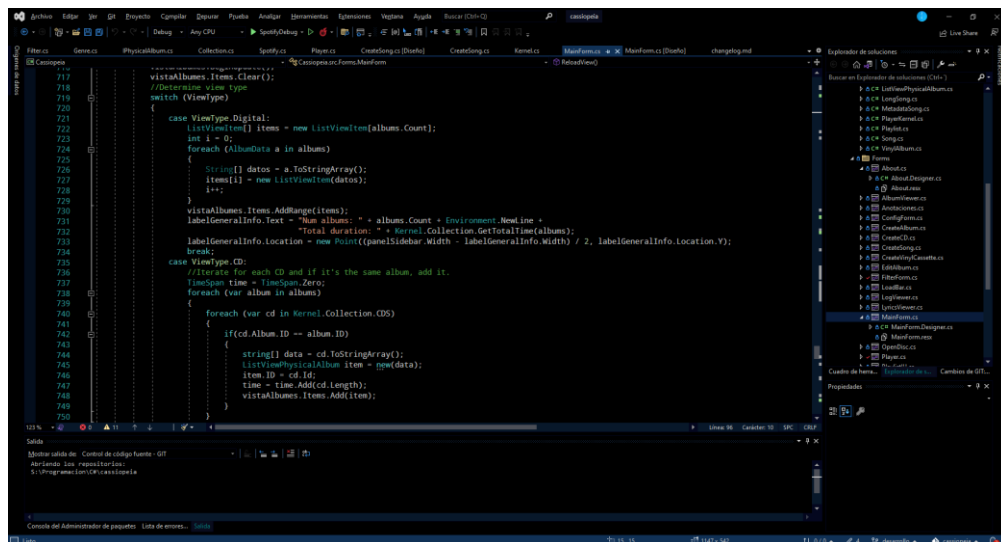 Archivo Editar Ver Git Proyecto Compilar Depurar Prueba Analizar Herramientas Extensiones Ventana Ayuda Buscar (Ctrl+Q) cassiopeia
Debug Any CPU SpotifyDebug Live Share
Filter.cs Genre.cs IPhysicalAlbum.cs Collection.cs Spotify.cs Player.cs CreateSong.cs [Diseño] CreateSong.cs Kernel.cs MainForm.cs MainForm.cs [Diseño] changelog.md
Cassiopeia Cassiopeia.src.Forms.MainForm ReloadView()
717 vistaAlbumes.Items.Clear();
718 //Determine view type
719 switch (ViewType)
720 {
721 case ViewType.Digital:
722 ListViewItem[] items = new ListViewItem[albums.Count];
723 int i = 0;
724 foreach (AlbumData a in albums)
725 {
726 String[] datos = a.ToStringArray();
727 items[i] = new ListViewItem(datos);
728 i++;
729 }
730 vistaAlbumes.Items.AddRange(items);
731 labelGeneralInfo.Text = "Num albums: " + albums.Count + Environment.NewLine +
732 "Total duration: " + Kernel.Collection.GetTotalTime(albums);
733 labelGeneralInfo.Location = new Point((panelSidebar.Width - labelGeneralInfo.Width) / 2, labelGeneralInfo.Location.Y);
734 break;
735 case ViewType.CD:
736 //Iterate for each CD and if it's the same album, add it.
737 TimeSpan time = TimeSpan.Zero;
738 foreach (var album in albums)
739 {
740 foreach (var cd in Kernel.Collection.CDS)
741 {
742 if(cd.Album.ID == album.ID)
743 {
744 string[] data = cd.ToStringArray();
745 ListViewPhysicalAlbum item = new(data);
746 item.ID = cd.Id;
747 time = time.Add(cd.Length);
748 vistaAlbumes.Items.Add(item);
749 }
750 }
123 % 0 11 Línea: 96 Carácter: 10 SPC CRLF
Salida
Mostrar salida de: Control de código fuente - GIT
Abriendo los repositorios:
S:\Programacion\C#\cassiopeia
Consola del Administrador de paquetes Lista de errores... Salida
Explorador de soluciones
Buscar en Explorador de soluciones (Ctrl+¨)
C# ListViewPhysicalAlbum.cs
C# LongSong.cs
C# MetadataSong.cs
C# PlayerKernel.cs
C# Playlist.cs
C# Song.cs
C# VinylAlbum.cs
Forms
About.cs
C# About.Designer.cs
About.resx
AlbumViewer.cs
Anotaciones.cs
ConfigForm.cs
CreateAlbum.cs
CreateCD.cs
CreateSong.cs
CreateVinylCassette.cs
EditAlbum.cs
FilterForm.cs
LoadBar.cs
LogViewer.cs
LyricsViewer.cs
MainForm.cs
C# MainForm.Designer.cs
MainForm.resx
OpenDisc.cs
Player.cs
Cuadro de herra... Explorador de s... Cambios de GIT:...
Propiedades